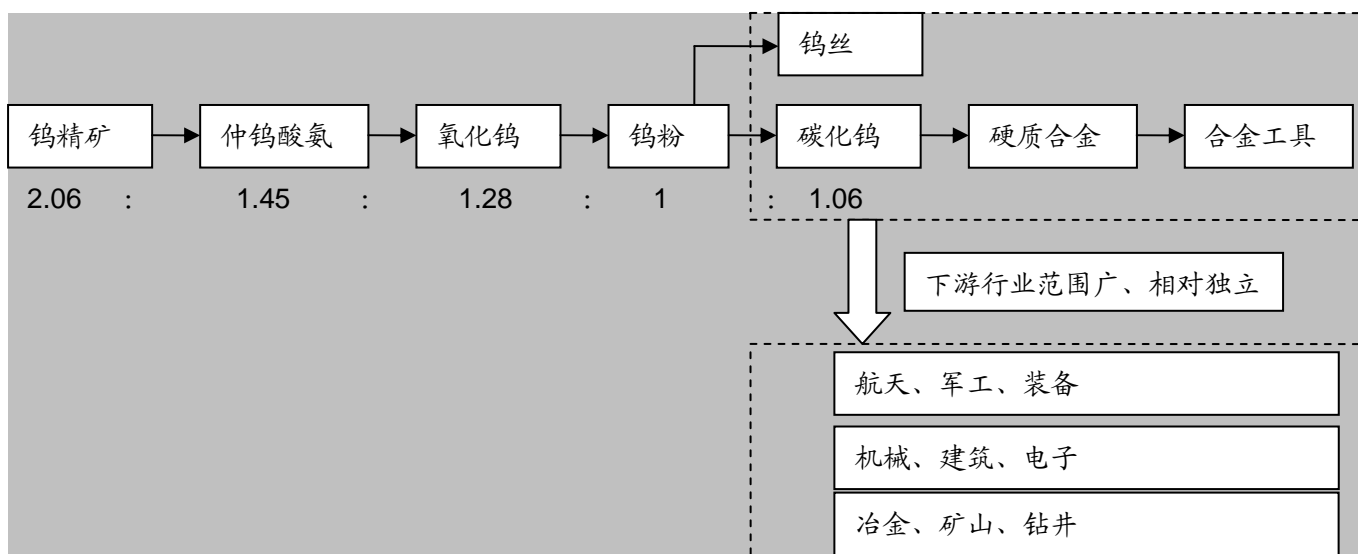 钨丝
钨精矿
仲钨酸氨
氧化钨
钨粉
碳化钨
硬质合金
合金工具
2.06 : 1.45 : 1.28 : 1 : 1.06
下游行业范围广、相对独立
航天、军工、装备
机械、建筑、电子
冶金、矿山、钻井